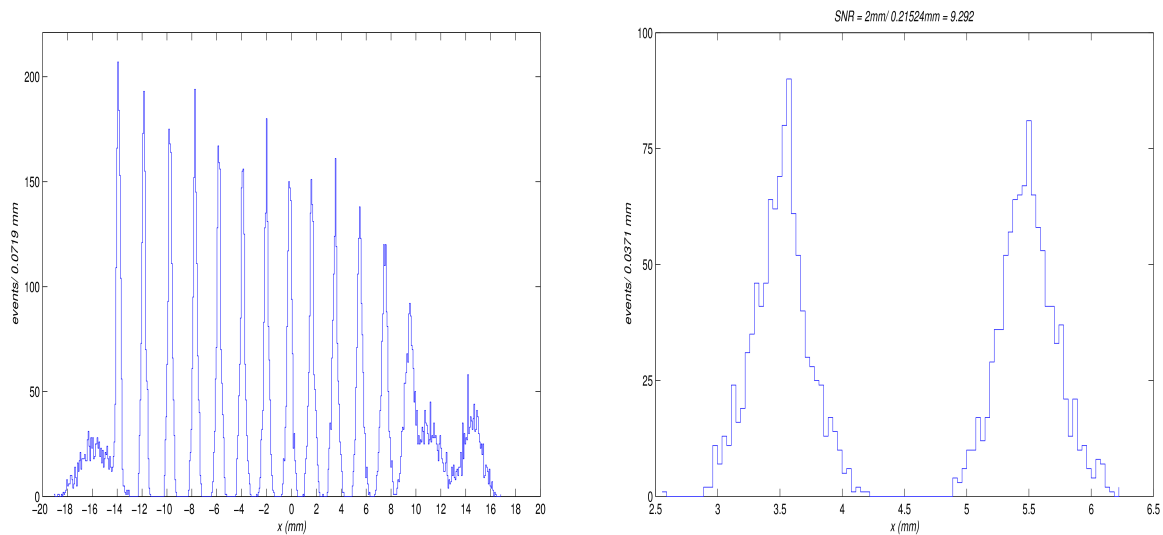 SNR = 2mm/ 0.21524mm = 9.292
200
150
100
50
0
events/ 0.0719 mm
−20 −18 −16 −14 −12 −10 −8 −6 −4 −2 0 2 4 6 8 10 12 14 16 18 20
x (mm)
100
75
50
25
0
events/ 0.0371 mm
2.5 3 3.5 4 4.5 5 5.5 6 6.5
x (mm)